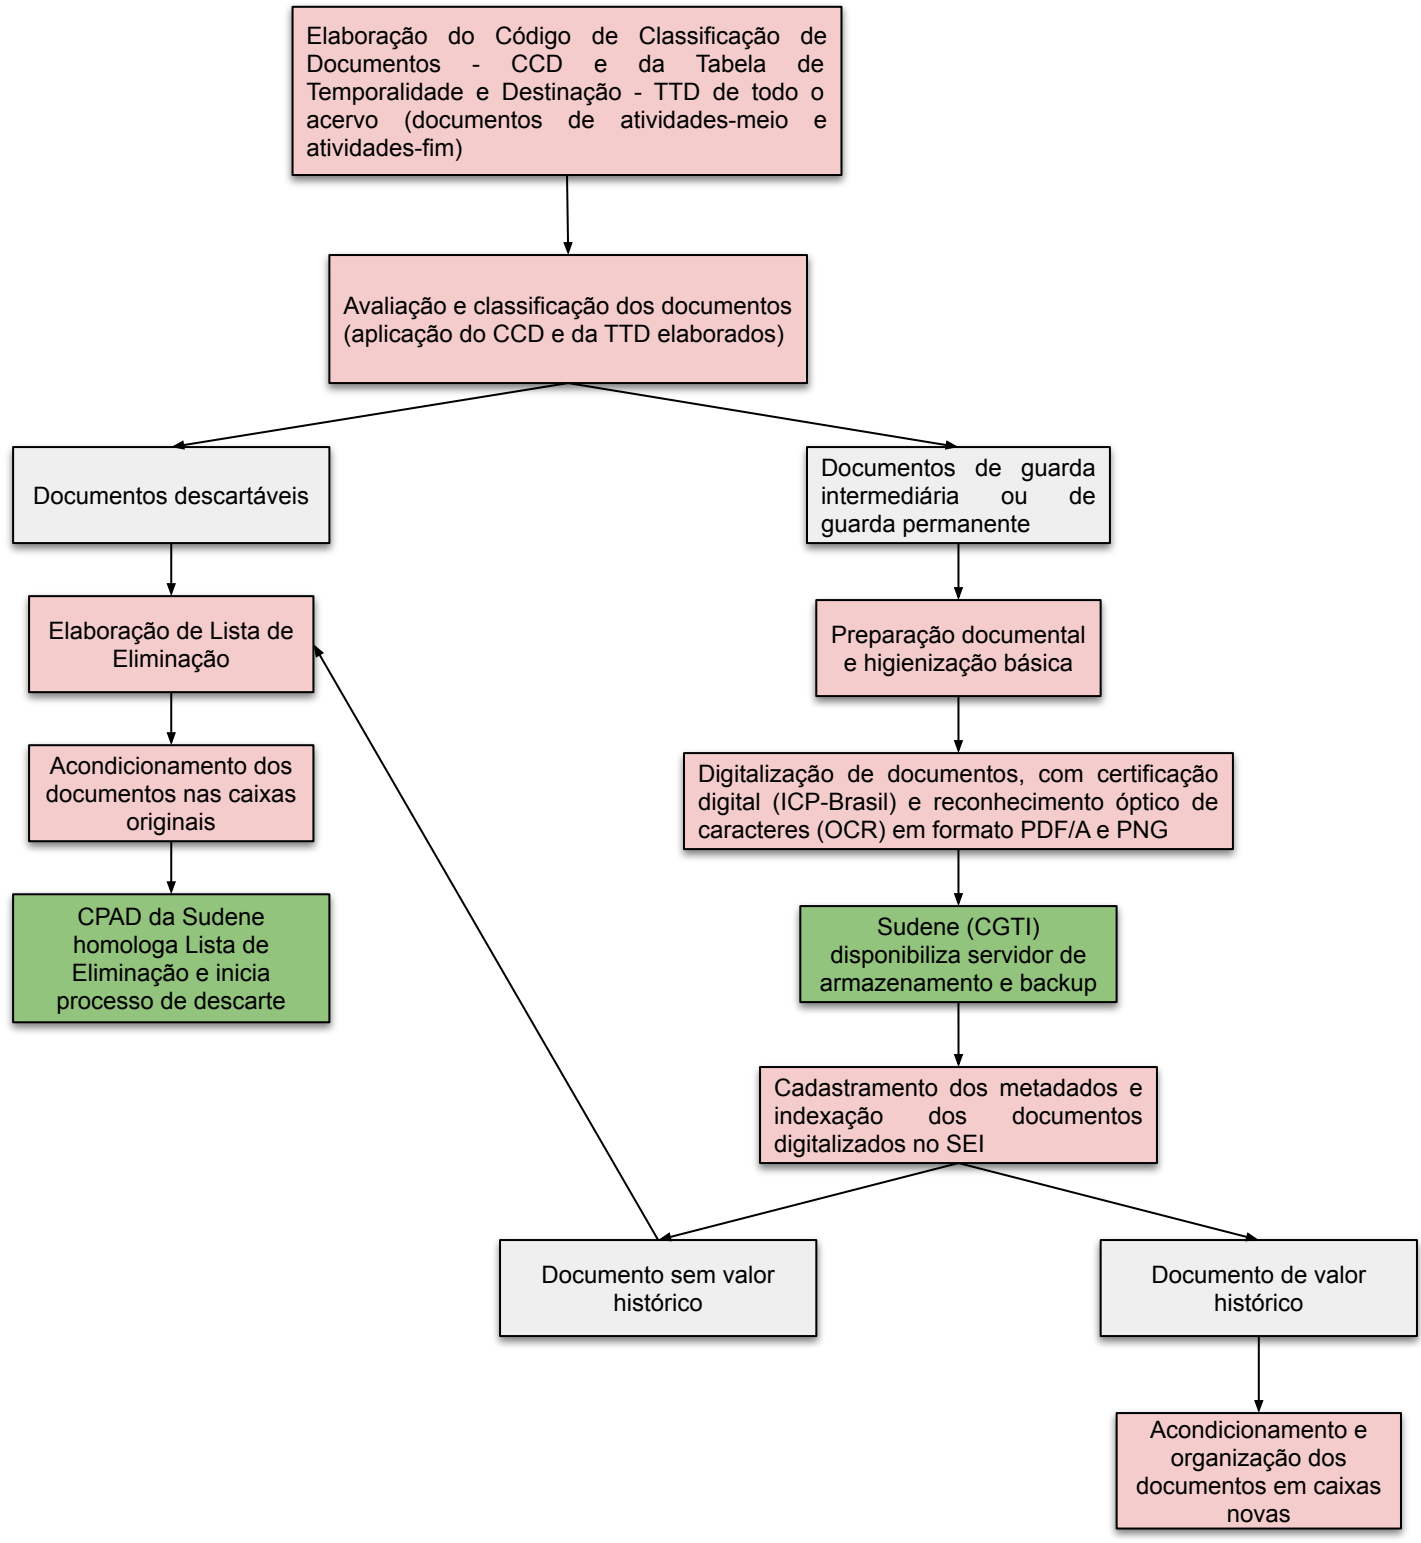 Elaboração do Código de Classificação de
Documentos - CCD e da Tabela de
Temporalidade e Destinação - TTD de todo o
acervo (documentos de atividades-meio e
atividades-fim)
Avaliação e classificação dos documentos
(aplicação do CCD e da TTD elaborados)
Documentos descartáveis
Documentos de guarda
intermediária ou de
guarda permanente
Elaboração de Lista de
Eliminação
Preparação documental
e higienização básica
Acondicionamento dos
documentos nas caixas
originais
Digitalização de documentos, com certificação
digital (ICP-Brasil) e reconhecimento óptico de
caracteres (OCR) em formato PDF/A e PNG
CPAD da Sudene
homologa Lista de
Eliminação e inicia
processo de descarte
Sudene (CGTI)
disponibiliza servidor de
armazenamento e backup
Cadastramento dos metadados e
indexação dos documentos
digitalizados no SEI
Documento sem valor
histórico
Documento de valor
histórico
Acondicionamento e
organização dos
documentos em caixas
novas